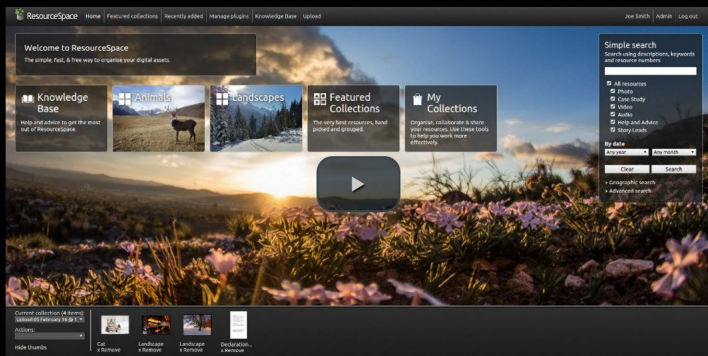 ResourceSpace Home Featured collections Recently added Manage plugins Knowledge Base Upload Joe Smith Admin Log out
Welcome to ResourceSpace
The simple, fast, & free way to organise your digital assets.
Knowledge
Base
Help and advice to get the most
out of ResourceSpace.
Animals
Landscapes
Featured
Collections
The very best resources, hand
picked and grouped.
My
Collections
Organise, collaborate & share
your resources. Use these tools
to help you work more
effectively.
Simple search
Search using descriptions, keywords
and resource numbers
All resources
Photo
Case Study
Video
Audio
Help and Advice
Story Leads
By date
Any year Any month
Clear Search
> Geographic search
> Advanced search
Current collection (4 items):
Upload 05 February 16 @ 1
Actions:
Hide thumbs
Cat
x Remove
Landscape
x Remove
Landscape
x Remove
Declaration...
x Remove